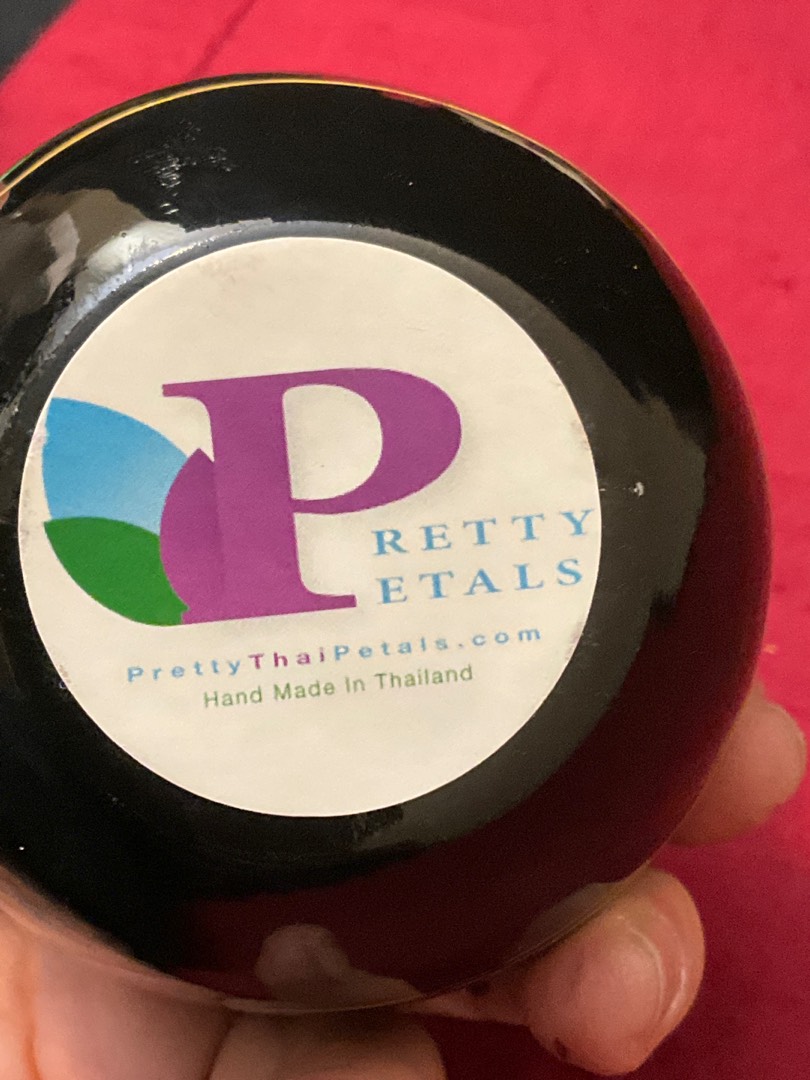 PRETTY
PETALS
PrettyThaiPetals.com
Hand Made In Thailand